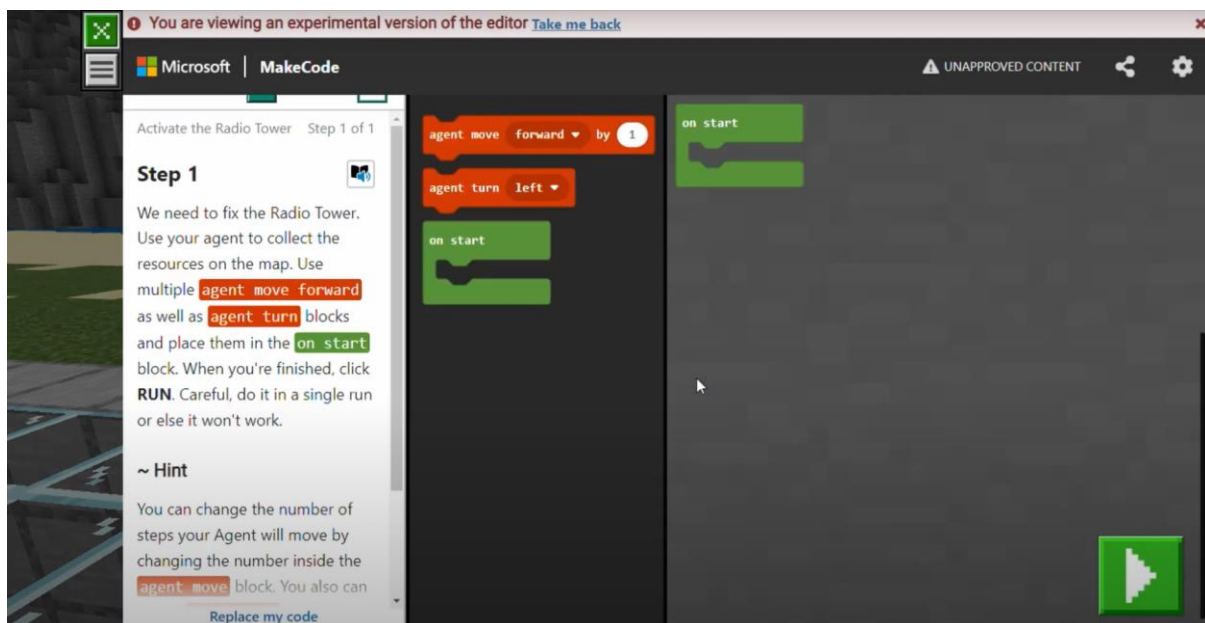 You are viewing an experimental version of the editor Take me back
Microsoft | MakeCode
UNAPPROVED CONTENT
Activate the Radio Tower Step 1 of 1
Step 1
We need to fix the Radio Tower.
Use your agent to collect the
resources on the map. Use
multiple agent move forward
as well as agent turn blocks
and place them in the on start
block. When you're finished, click
RUN. Careful, do it in a single run
or else it won't work.
~ Hint
You can change the number of
steps your Agent will move by
changing the number inside the
agent move block. You also can
Replace my code
agent move forward by 1
agent turn left
on start
on start